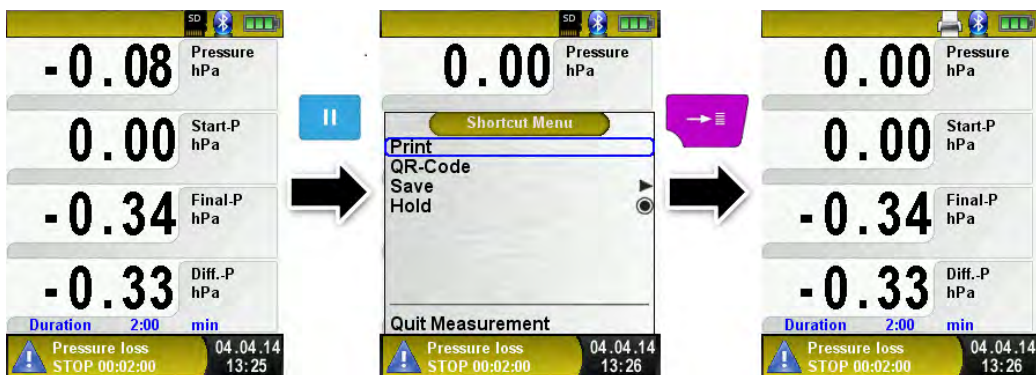 SD
- 0.08 Pressure hPa
0.00 Start-P hPa
- 0.34 Final-P hPa
- 0.33 Diff.-P hPa
Duration 2:00 min
Pressure loss 04.04.14
STOP 00:02:00 13:25
SD
0.00 Pressure hPa
Shortcut Menu
Print
QR-Code
Save
Hold
Quit Measurement
Pressure loss 04.04.14
STOP 00:02:00 13:26
0.00 Pressure hPa
0.00 Start-P hPa
- 0.34 Final-P hPa
- 0.33 Diff.-P hPa
Duration 2:00 min
Pressure loss 04.04.14
STOP 00:02:00 13:26